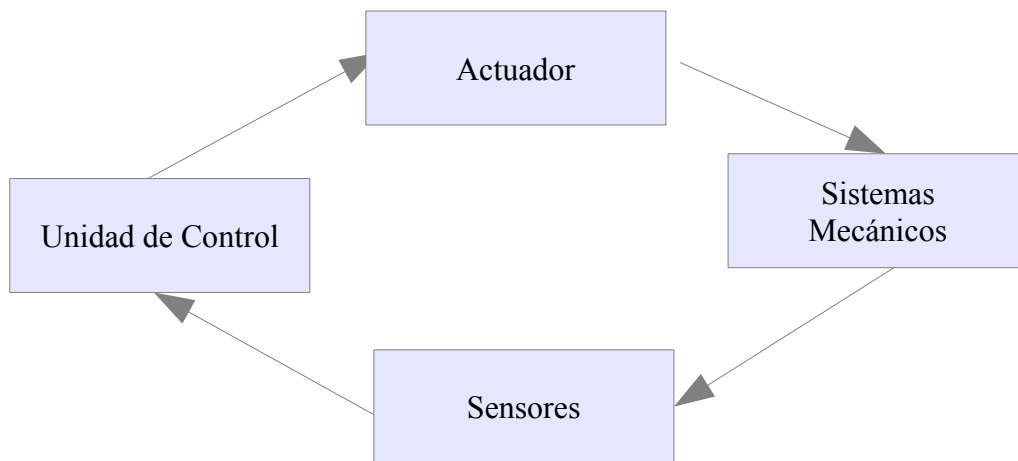 Actuador
Sistemas
Mecánicos
Unidad de Control
Sensores